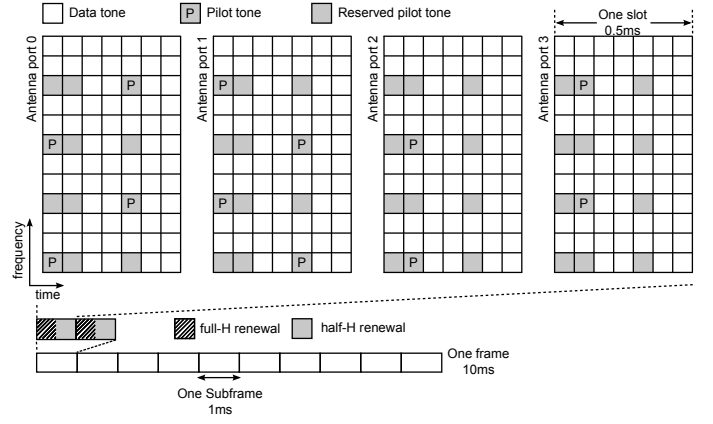 Data tone
P Pilot tone
Reserved pilot tone
One slot
0.5ms
Antenna port 0
Antenna port 1
Antenna port 2
Antenna port 3
P P P
P P P
P P P
P P P
frequency
time
full-H renewal
half-H renewal
One frame
10ms
One Subframe
1ms